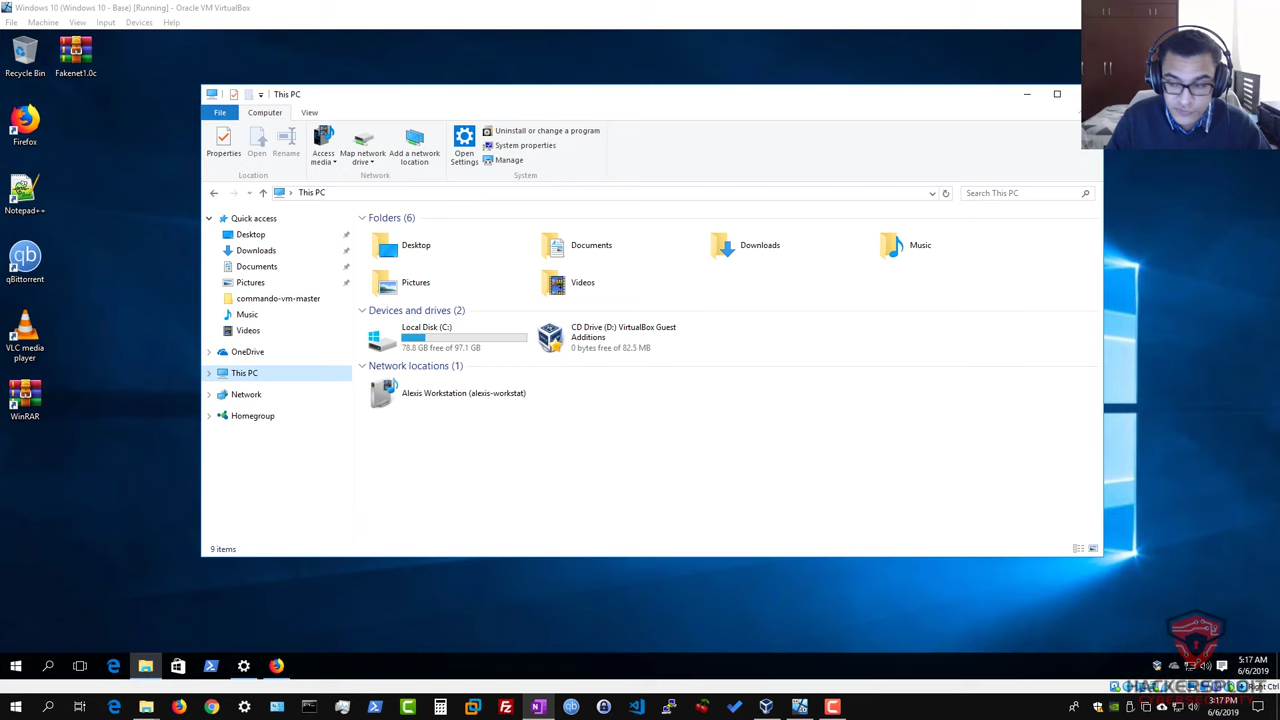 Windows 10 (Windows 10 - Base) [Running] - Oracle VM VirtualBox
File Machine View Input Devices Help
Recycle Bin
Fakenet1.0c
Firefox
Notepad++
qBittorrent
VLC media
player
WinRAR
This PC
File Computer View
Properties
Open
Rename
Access
media
Map network
drive
Add a network
location
Open
Settings
Uninstall or change a program
System properties
Manage
Location
Network
System
This PC
Search This PC
Quick access
Desktop
Downloads
Documents
Pictures
commando-vm-master
Music
Videos
OneDrive
This PC
Network
Homegroup
Folders (6)
Desktop
Documents
Downloads
Music
Pictures
Videos
Devices and drives (2)
Local Disk (C:)
78.8 GB free of 97.1 GB
CD Drive (D:) VirtualBox Guest
Additions
0 bytes free of 82.5 MB
Network locations (1)
Alexis Workstation (alexis-workstat)
9 items
5:17 AM
6/6/2019
Right Ctrl
3:17 PM
6/6/2019